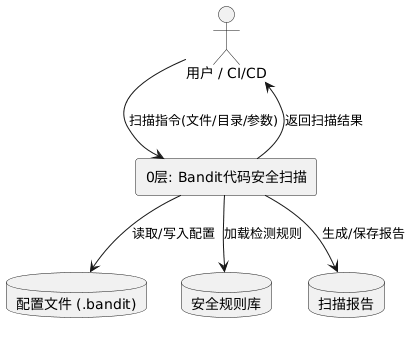 用户 / CI/CD
扫描指令(文件/目录/参数)
返回扫描结果
0层: Bandit代码安全扫描
读取/写入配置
加载检测规则
生成/保存报告
配置文件 (.bandit)
安全规则库
扫描报告